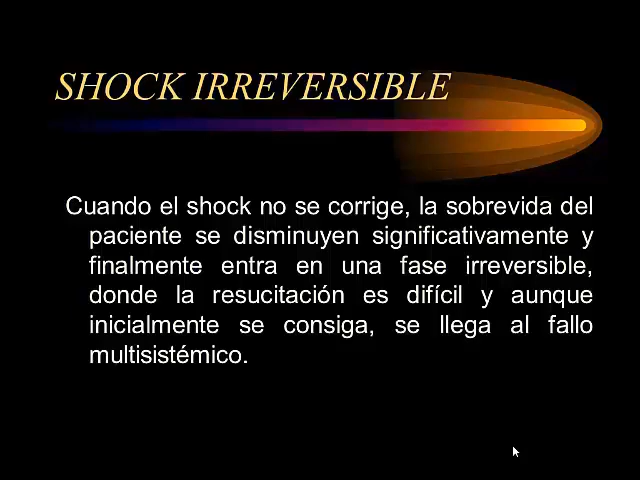 SHOCK IRREVERSIBLE
Cuando el shock no se corrige, la sobrevida del
paciente se disminuyen significativamente y
finalmente entra en una fase irreversible,
donde la resucitación es difícil y aunque
inicialmente se consiga, se llega al fallo
multisistémico.